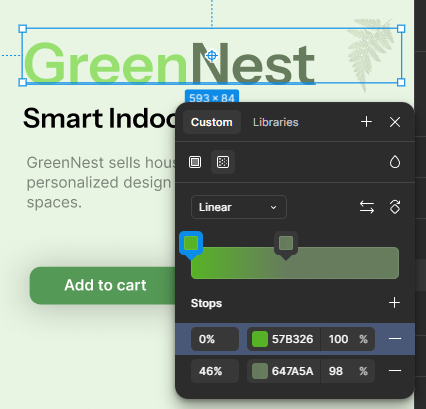 GreenNest
593 × 84
Smart Indoo
Custom
Libraries
GreenNest sells hous
personalized design
spaces.
Linear
Add to cart
Stops
0%
57B326
100
%
46%
647A5A
98
%